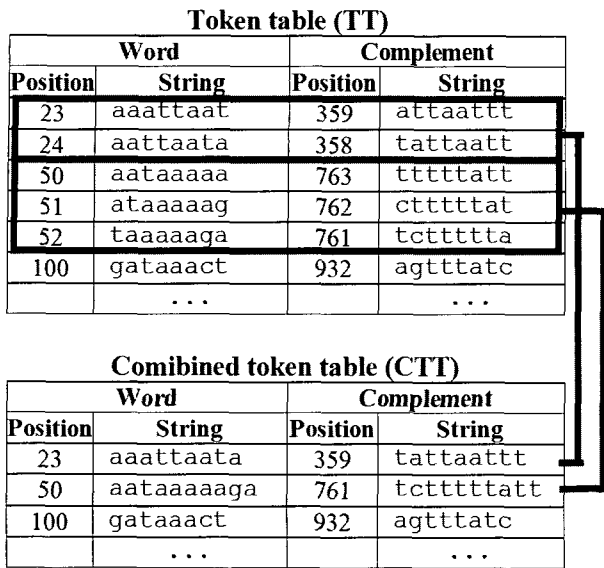 Token table (TT)
Word Complement
Position String Position String
23 aaattaat 359 attaattt
24 aattaata 358 tattaatt
50 aataaaaa 763 tttttatt
51 ataaaaag 762 ctttttat
52 taaaaaga 761 tcttttta
100 gataaact 932 agtttatc
... ...
Comibined token table (CTT)
Word Complement
Position String Position String
23 aaattaata 359 tattaattt
50 aataaaaaga 761 tctttttatt
100 gataaact 932 agtttatc
... ...